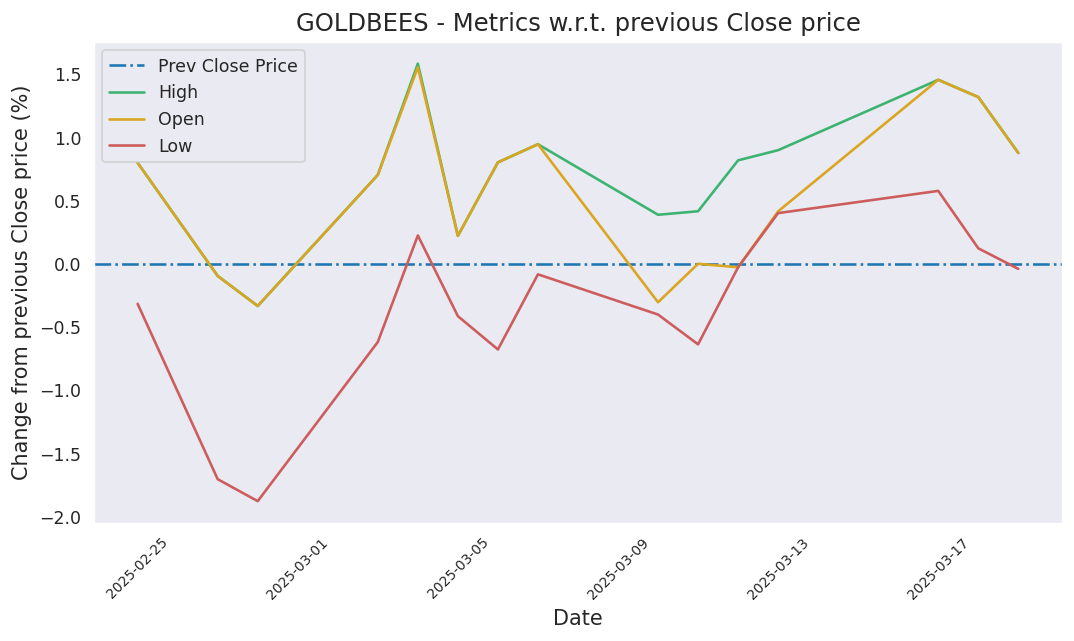 GOLDBEES - Metrics w.r.t. previous Close price
Prev Close Price
High
Open
Low
Change from previous Close price (%)
1.5
1.0
0.5
0.0
−0.5
−1.0
−1.5
−2.0
2025-02-25
2025-03-01
2025-03-05
2025-03-09
2025-03-13
2025-03-17
Date